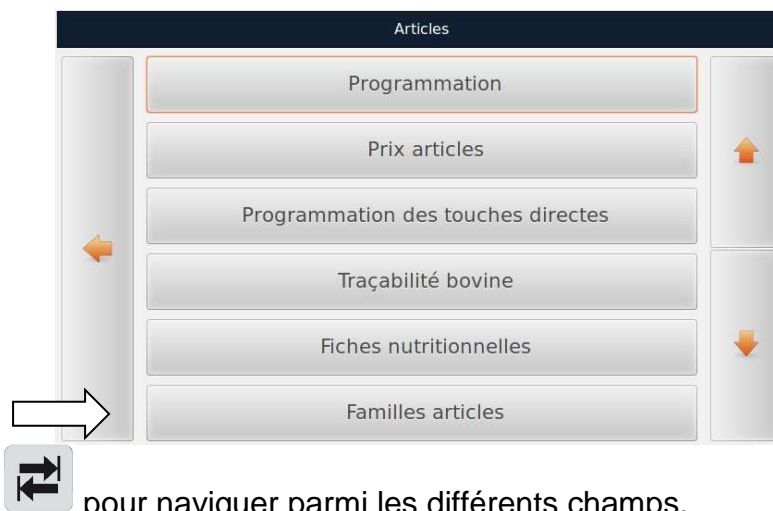 Articles
Programmation
Prix articles
Programmation des touches directes
Traçabilité bovine
Fiches nutritionnelles
Familles articles
pour naviguer parmi les différents champs.